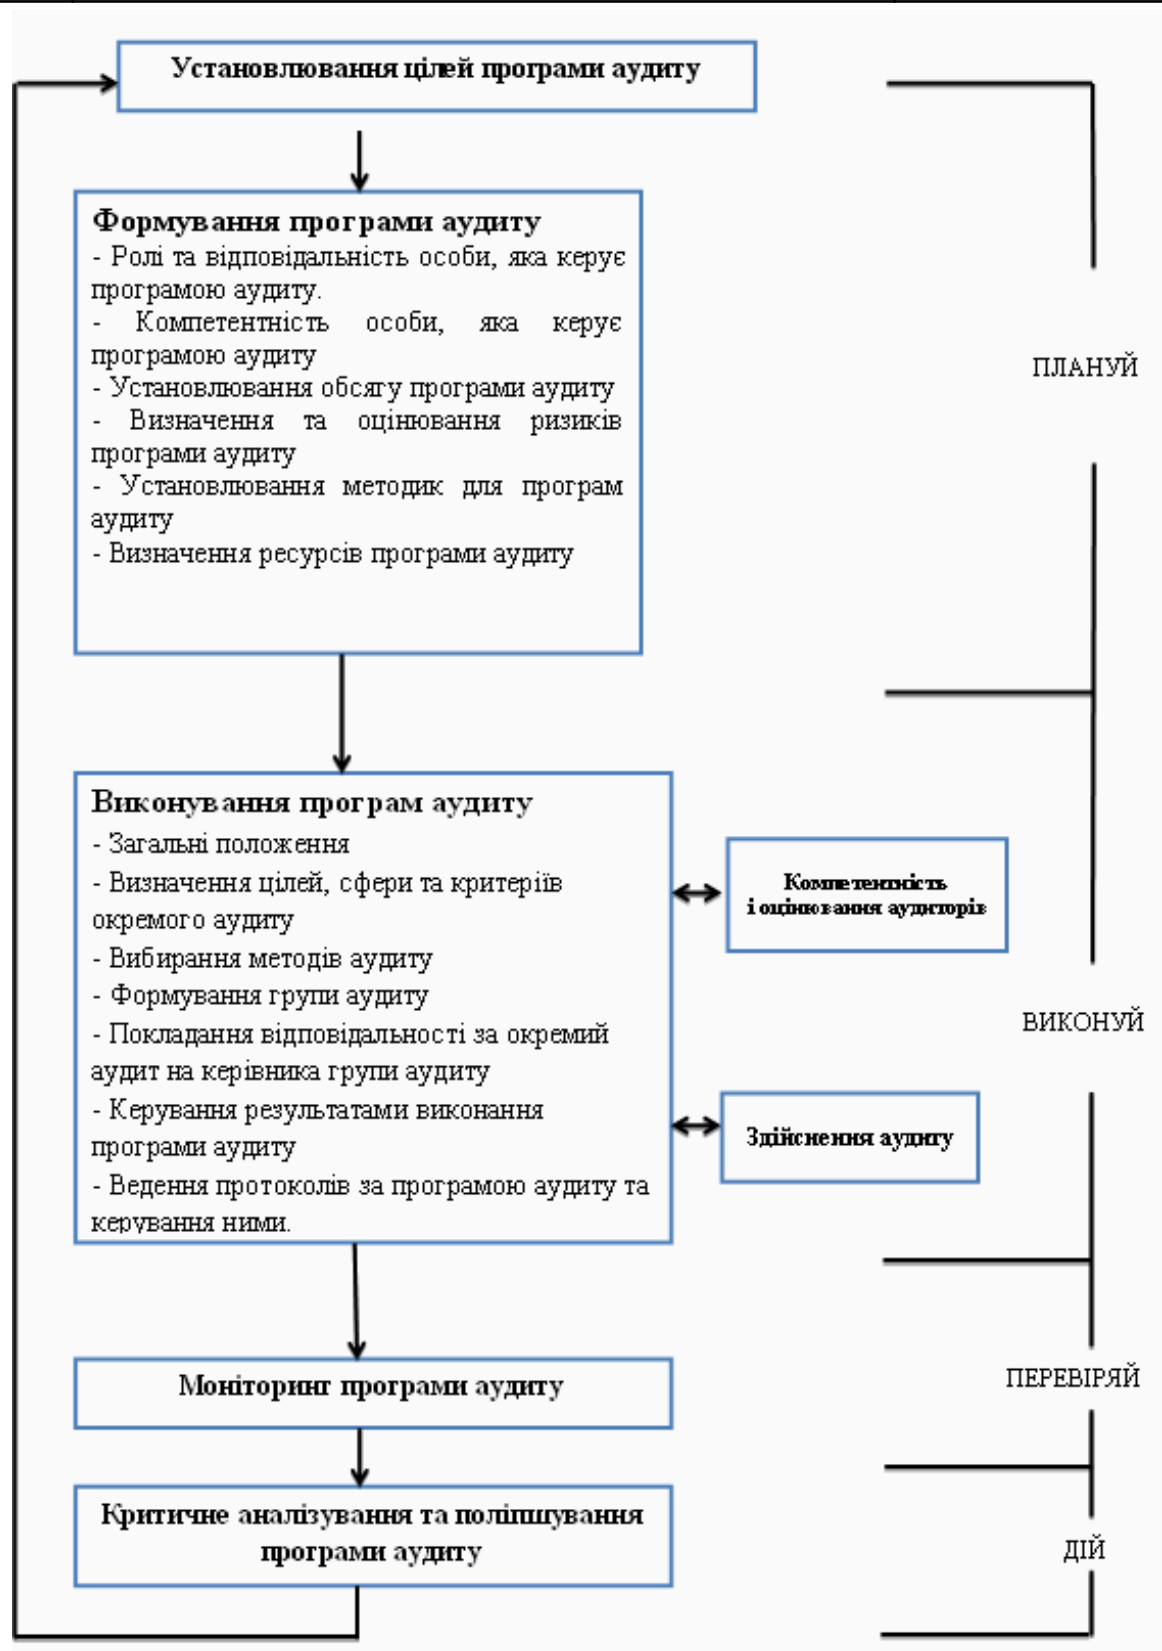 Установлювання цілей програми аудиту
Формування програми аудиту
- Ролі та відповідальність особи, яка керує
програмою аудиту.
- Компетентність особи, яка керує
програмою аудиту
- Установлювання обсягу програми аудиту
- Визначення та оцінювання ризиків
програми аудиту
- Установлювання методик для програм
аудиту
- Визначення ресурсів програми аудиту
ПЛАНУЙ
Виконування програм аудиту
- Загальні положення
- Визначення цілей, сфери та критеріїв
окремого аудиту
- Вибирання методів аудиту
- Формування групи аудиту
- Покладання відповідальності за окремий
аудит на керівника групи аудиту
- Керування результатами виконання
програми аудиту
- Ведення протоколів за програмою аудиту та
керування ними.
Компетентність
і оцінювання аудиторів
Здійснення аудиту
ВИКОНУЙ
Моніторинг програми аудиту
ПЕРЕВІРЯЙ
Критичне аналізування та поліпшування
програми аудиту
ДІЙ